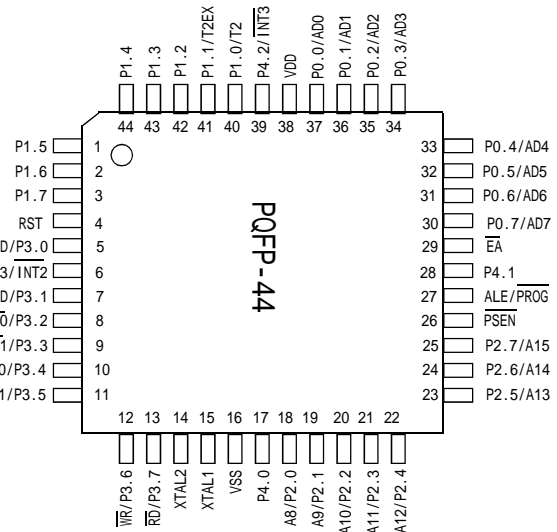 P1.4
P1.3
P1.2
P1.1/T2EX
P1.0/T2
P4.2/INT3
VDD
P0.0/AD0
P0.1/AD1
P0.2/AD2
P0.3/AD3
44 43 42 41 40 39 38 37 36 35 34
P1.5 1
P1.6 2
P1.7 3
RST 4
D/P3.0 5
3/INT2 6
D/P3.1 7
0/P3.2 8
1/P3.3 9
0/P3.4 10
1/P3.5 11
PQFP-44
33 P0.4/AD4
32 P0.5/AD5
31 P0.6/AD6
30 P0.7/AD7
29 EA
28 P4.1
27 ALE/PROG
26 PSEN
25 P2.7/A15
24 P2.6/A14
23 P2.5/A13
12 13 14 15 16 17 18 19 20 21 22
WR/P3.6
RD/P3.7
XTAL2
XTAL1
VSS
P4.0
A8/P2.0
A9/P2.1
A10/P2.2
A11/P2.3
A12/P2.4